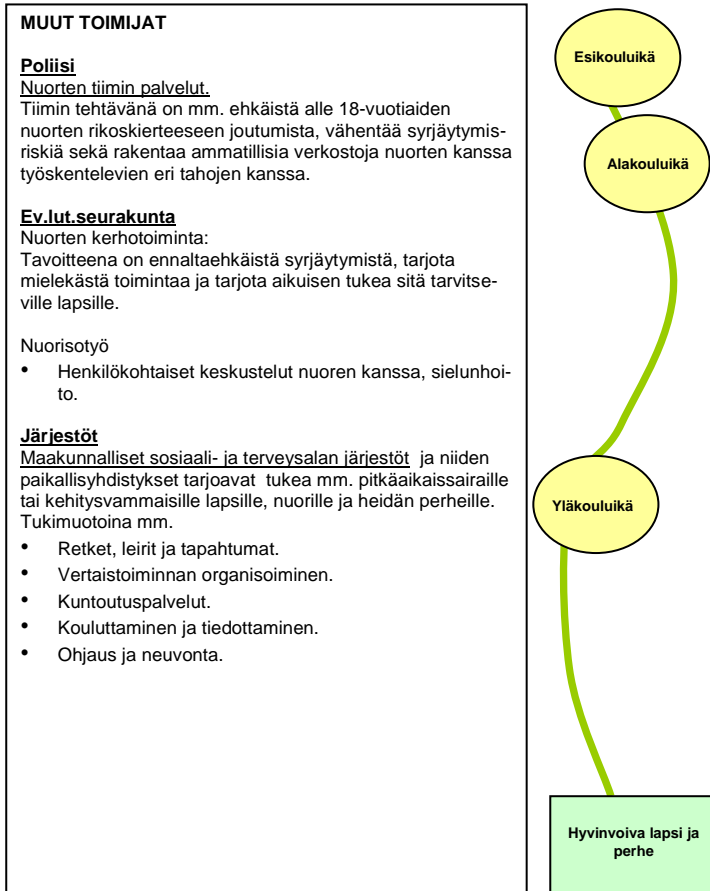 MUUT TOIMIJAT
Poliisi
Nuorten tiimin palvelut.
Tiimin tehtävänä on mm. ehkäistä alle 18-vuotiaiden
nuorten rikoskierteeseen joutumista, vähentää syrjäytymis-
riskiä sekä rakentaa ammatillisia verkostoja nuorten kanssa
työskentelevien eri tahojen kanssa.
Ev.lut.seurakunta
Nuorten kerhotoiminta:
Tavoitteena on ennaltaehkäistä syrjäytymistä, tarjota
mielekästä toimintaa ja tarjota aikuisen tukea sitä tarvitse-
ville lapsille.
Nuorisotyö
• Henkilökohtaiset keskustelut nuoren kanssa, sielunhoi-
to.
Järjestöt
Maakunnalliset sosiaali- ja terveysalan järjestöt ja niiden
paikallisyhdistykset tarjoavat tukea mm. pitkäaikaissairaille
tai kehitysvammaisille lapsille, nuorille ja heidän perheille.
Tukimuotoina mm.
• Retket, leirit ja tapahtumat.
• Vertaistoiminnan organisoiminen.
• Kuntoutuspalvelut.
• Kouluttaminen ja tiedottaminen.
• Ohjaus ja neuvonta.
Esikouluikä
Alakouluikä
Yläkouluikä
Hyvinvoiva lapsi ja
perhe